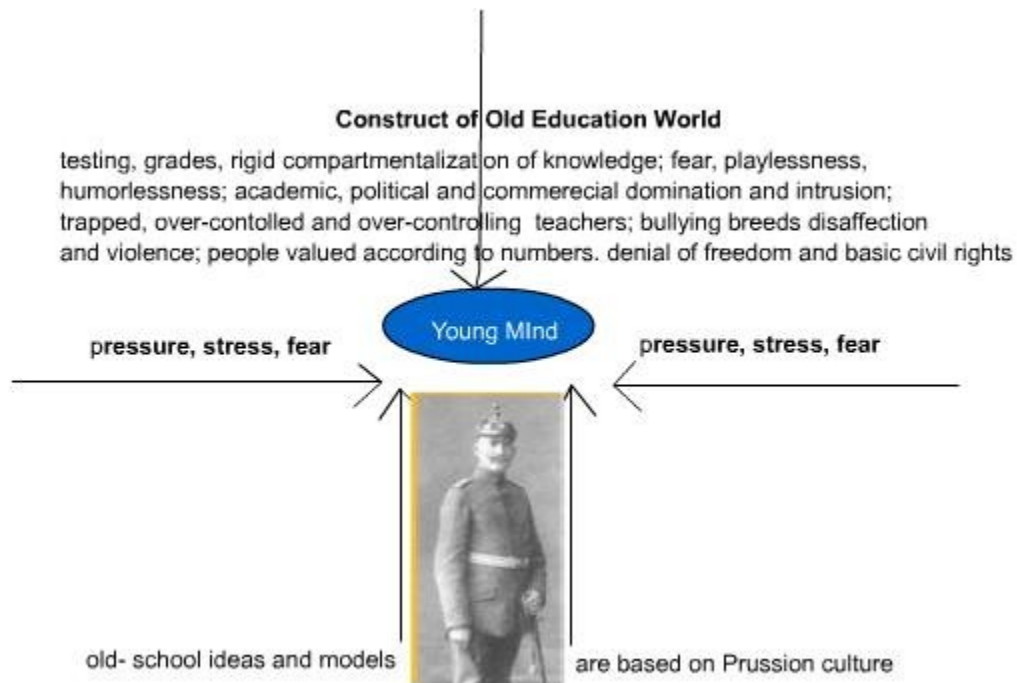 Construct of Old Education World
testing, grades, rigid compartmentalization of knowledge; fear, playlessness,
humorlessness; academic, political and commerecial domination and intrusion;
trapped, over-contolled and over-controlling teachers; bullying breeds disaffection
and violence; people valued according to numbers. denial of freedom and basic civil rights
Young MInd
pressure, stress, fear
pressure, stress, fear
old- school ideas and models
are based on Prussion culture